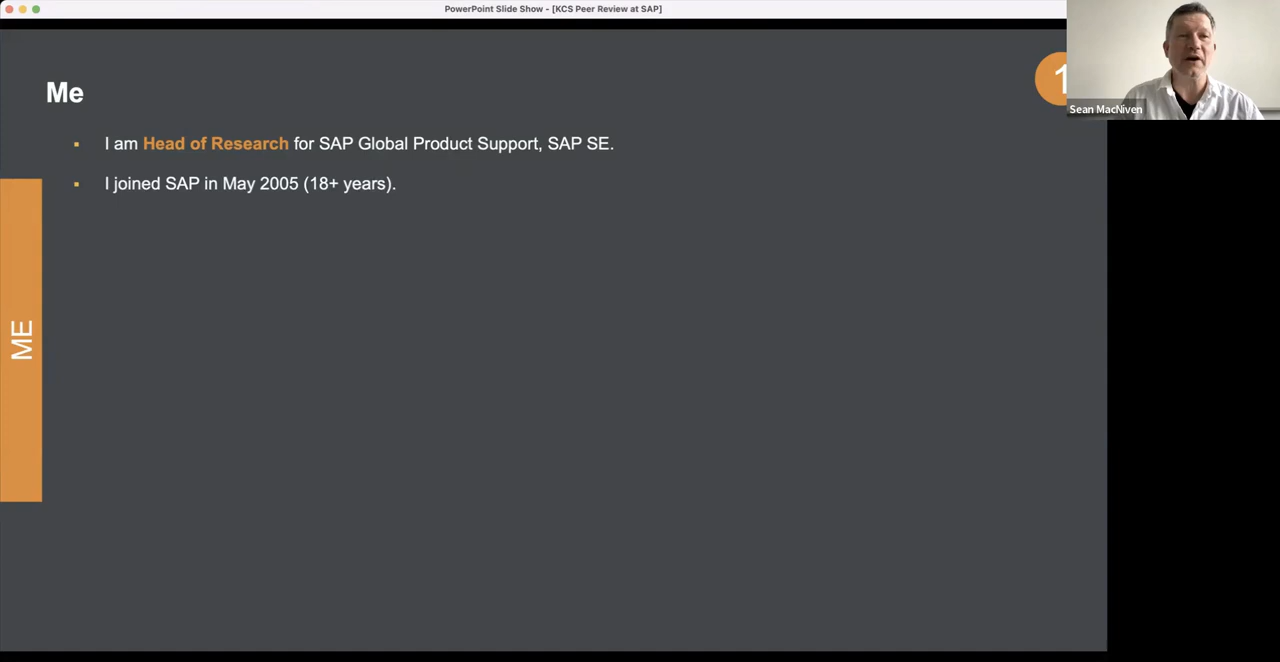 PowerPoint Slide Show - [KCS Peer Review at SAP]
Me
1
Sean MacNiven
▪ I am Head of Research for SAP Global Product Support, SAP SE.
▪ I joined SAP in May 2005 (18+ years).
ME